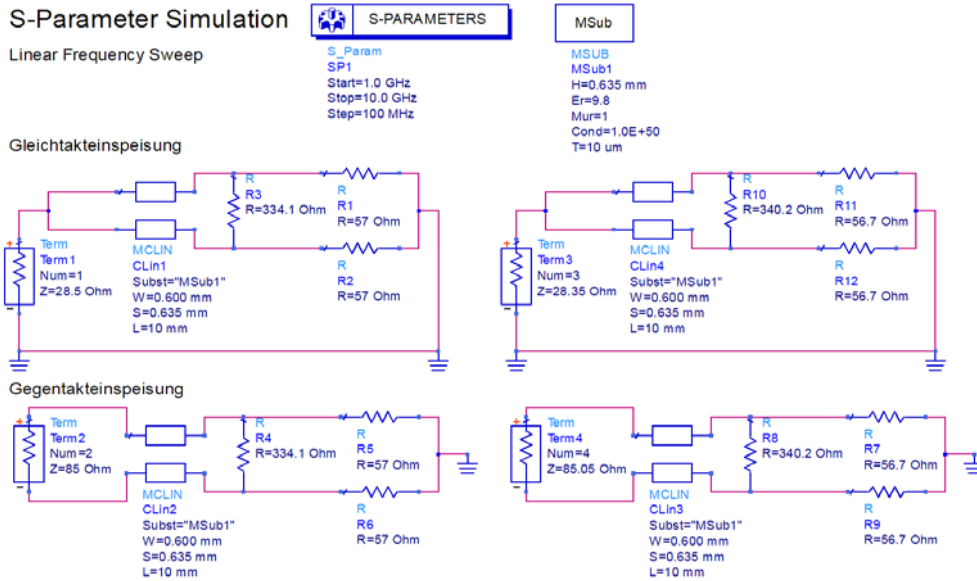 S-Parameter Simulation
S-PARAMETERS
MSub
Linear Frequency Sweep
S_Param
SP1
Start=1.0 GHz
Stop=10.0 GHz
Step=100 MHz
MSUB
MSub1
H=0.635 mm
Er=9.8
Mur=1
Cond=1.0E+50
T=10 um
Gleichtakteinspeisung
+
Term
Term1
Num=1
Z=28.5 Ohm
-
MCLIN
CLin1
Subst="MSub1"
W=0.600 mm
S=0.635 mm
L=10 mm
R
R3
R=334.1 Ohm
R
R1
R=57 Ohm
R
R2
R=57 Ohm
+
Term
Term3
Num=3
Z=28.35 Ohm
-
MCLIN
CLin4
Subst="MSub1"
W=0.600 mm
S=0.635 mm
L=10 mm
R
R10
R=340.2 Ohm
R
R11
R=56.7 Ohm
R
R12
R=56.7 Ohm
Gegentakteinspeisung
+
Term
Term2
Num=2
Z=85 Ohm
-
MCLIN
CLin2
Subst="MSub1"
W=0.600 mm
S=0.635 mm
L=10 mm
R
R4
R=334.1 Ohm
R
R5
R=57 Ohm
R
R6
R=57 Ohm
+
Term
Term4
Num=4
Z=85.05 Ohm
-
MCLIN
CLin3
Subst="MSub1"
W=0.600 mm
S=0.635 mm
L=10 mm
R
R8
R=340.2 Ohm
R
R7
R=56.7 Ohm
R
R9
R=56.7 Ohm